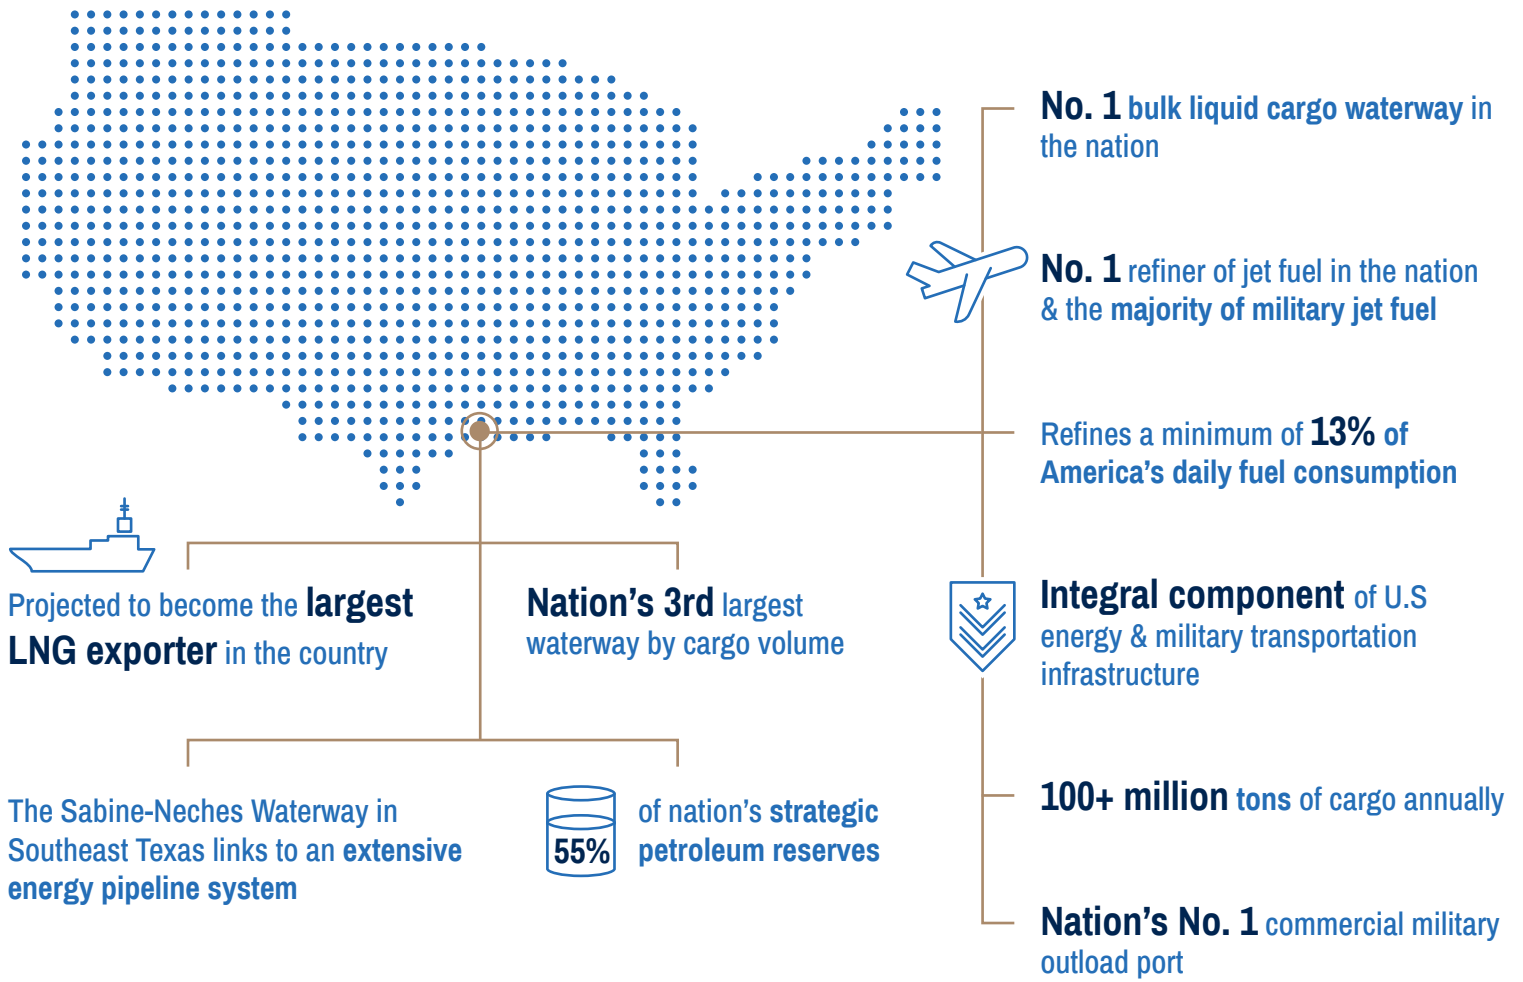 No. 1 bulk liquid cargo waterway in
the nation
No. 1 refiner of jet fuel in the nation
& the majority of military jet fuel
Refines a minimum of 13% of
America’s daily fuel consumption
Integral component of U.S
energy & military transportation
infrastructure
100+ million tons of cargo annually
Nation’s No. 1 commercial military
outload port
Projected to become the largest
LNG exporter in the country
Nation’s 3rd largest
waterway by cargo volume
The Sabine-Neches Waterway in
Southeast Texas links to an extensive
energy pipeline system
55%
of nation’s strategic
petroleum reserves